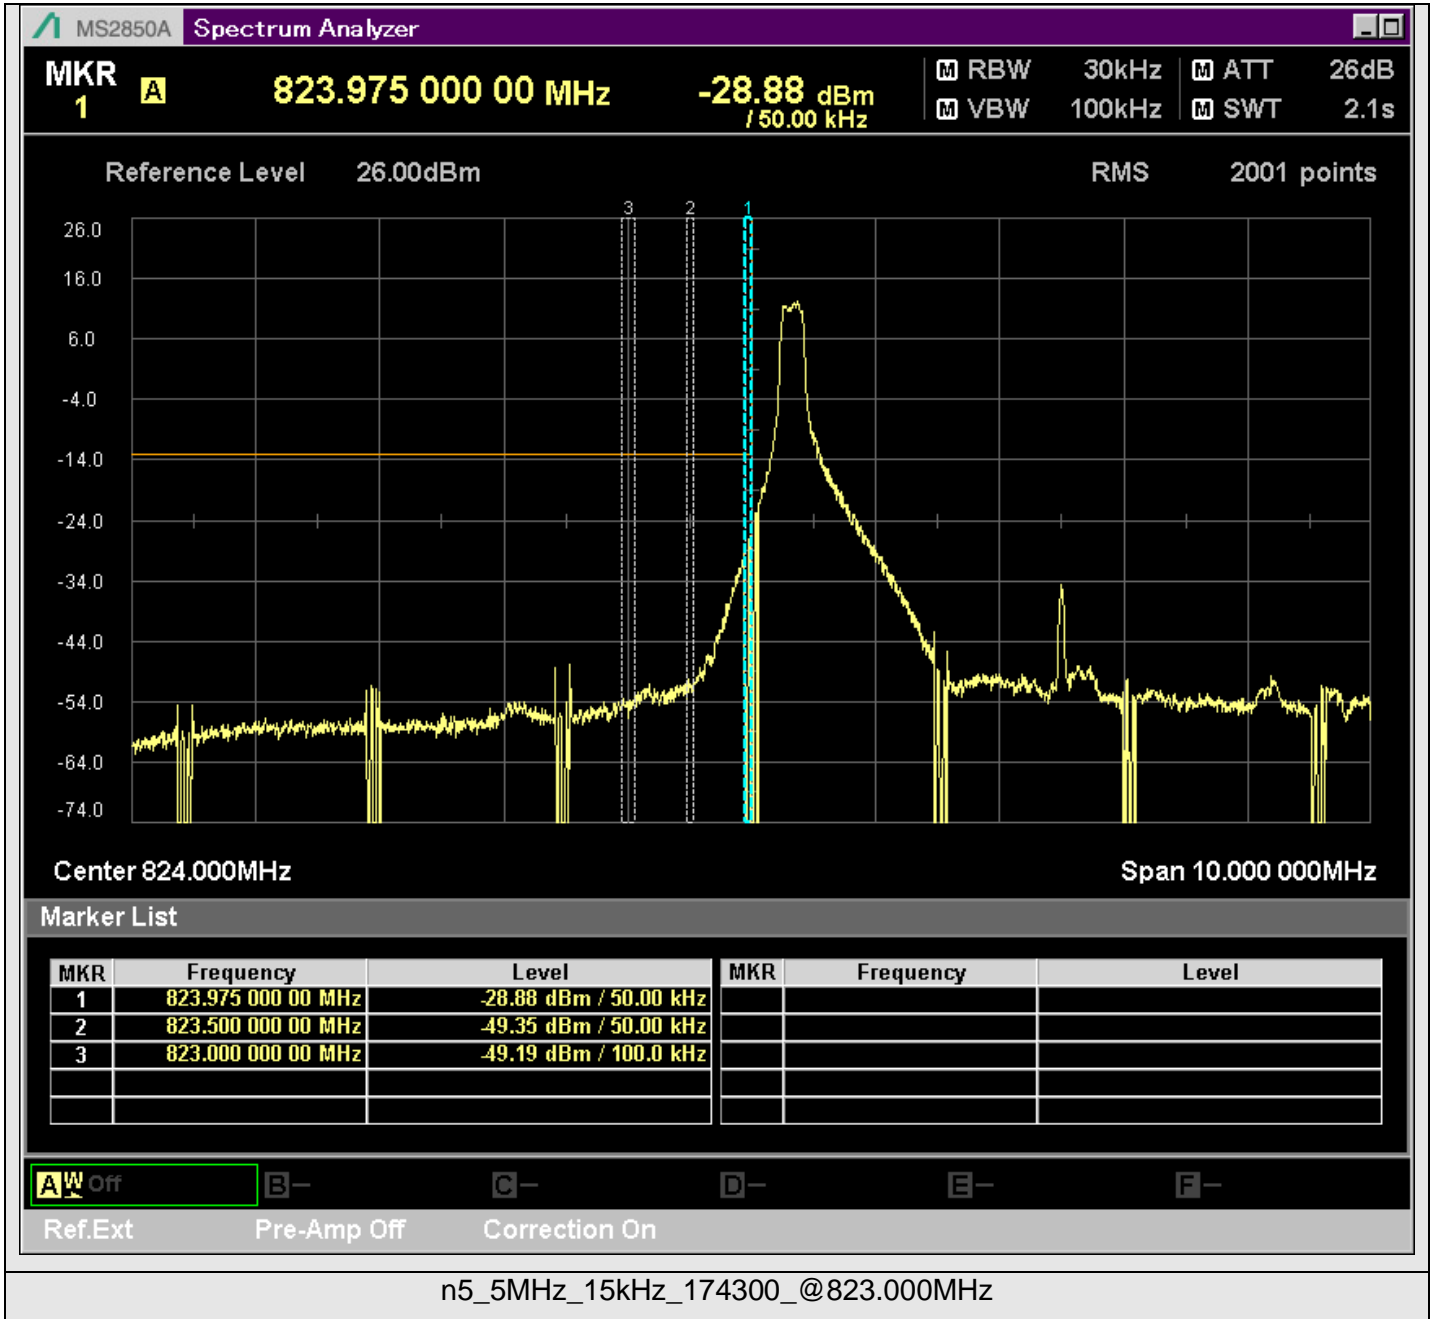 MS2850A Spectrum Analyzer
MKR 1 A 823.975 000 00 MHz -28.88 dBm / 50.00 kHz
M RBW 30kHz M ATT 26dB
M VBW 100kHz M SWT 2.1s
Reference Level 26.00dBm RMS 2001 points
3 2 1
26.0
16.0
6.0
-4.0
-14.0
-24.0
-34.0
-44.0
-54.0
-64.0
-74.0
Center 824.000MHz Span 10.000 000MHz
Marker List
MKR Frequency Level MKR Frequency Level
1 823.975 000 00 MHz -28.88 dBm / 50.00 kHz
2 823.500 000 00 MHz -49.35 dBm / 50.00 kHz
3 823.000 000 00 MHz -49.19 dBm / 100.0 kHz
A W Off B- C- D- E- F-
Ref.Ext Pre-Amp Off Correction On
n5_5MHz_15kHz_174300_@823.000MHz